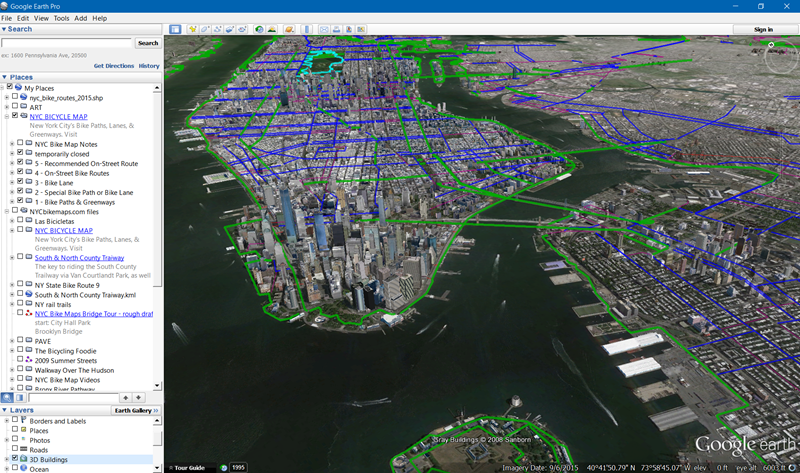 Google Earth Pro
File Edit View Tools Add Help
Search
Search
ex: 1600 Pennsylvania Ave, 20500
Get Directions History
Places
My Places
nyc_bike_routes_2015.shp
ART
NYC BICYCLE MAP
New York City's Bike Paths, Lanes, &
Greenways. Visit
NYC Bike Map Notes
temporarily closed
5 - Recommended On-Street Route
4 - On-Street Bike Routes
3 - Bike Lane
2 - Special Bike Path or Bike Lane
1 - Bike Paths & Greenways
NYCbikemaps.com files
Las Bicicletas
NYC BICYCLE MAP
New York City's Bike Paths, Lanes, &
Greenways. Visit
South & North County Traiway
The key to riding the South County
Trailway via Van Courtlandt Park, as well
NY State Bike Route 9
South & North County Traiway.kml
NY rail trails
NYC Bike Maps Bridge Tour - rough draf
start: City Hall Park
Brooklyn Bridge
PAVE
The Bicycling Foodie
2009 Summer Streets
Walkway Over the Hudson
NYC Bike Map Videos
Bronx River Pathway
Layers
Earth Gallery >>
Borders and Labels
Places
Photos
Roads
3D Buildings
Ocean
Sign in
Gray Buildings © 2008 Sanborn
Google earth
Tour Guide
1995
Imagery Date: 9/6/2015 40°41'50.79" N 73°58'45.07" W elev 0 ft eye alt 6003 ft